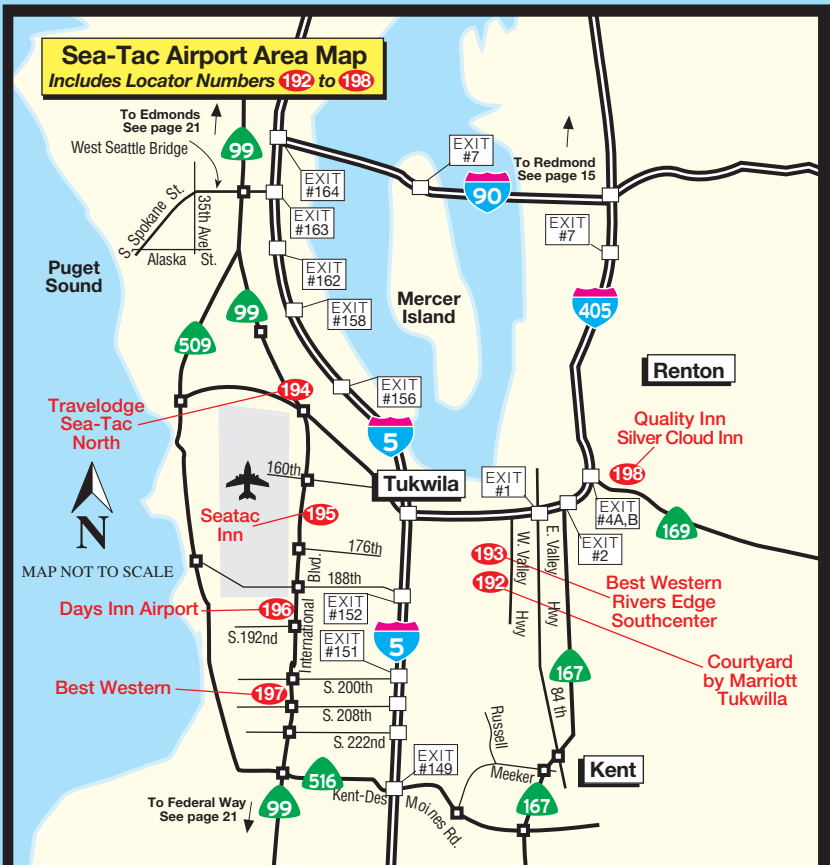 Sea-Tac Airport Area Map
Includes Locator Numbers 192 to 198
To Edmonds
See page 21
West Seattle Bridge
99
EXIT
#164
EXIT
#7
90
To Redmond
See page 15
S. Spokane St.
35th Ave.
Alaska St.
EXIT
#163
EXIT
#162
EXIT
#7
Puget
Sound
Mercer
Island
99
509
EXIT
#158
405
Renton
EXIT
#156
194
Travelodge
Sea-Tac
North
5
Quality Inn
Silver Cloud Inn
198
160th
Tukwila
EXIT
#1
EXIT
#4A,B
EXIT
#2
169
Seatac
Inn
195
N
MAP NOT TO SCALE
176th
188th
International Blvd.
W. Valley Hwy
E. Valley Hwy
193
192
Best Western
Rivers Edge
Southcenter
Days Inn Airport
196
EXIT
#152
S.192nd
EXIT
#151
5
Courtyard
by Marriott
Tukwilla
167
Best Western
197
S. 200th
S. 208th
S. 222nd
84 th
Russell
Meeker
EXIT
#149
Kent
516
Kent-Des Moines Rd.
167
To Federal Way
See page 21
99